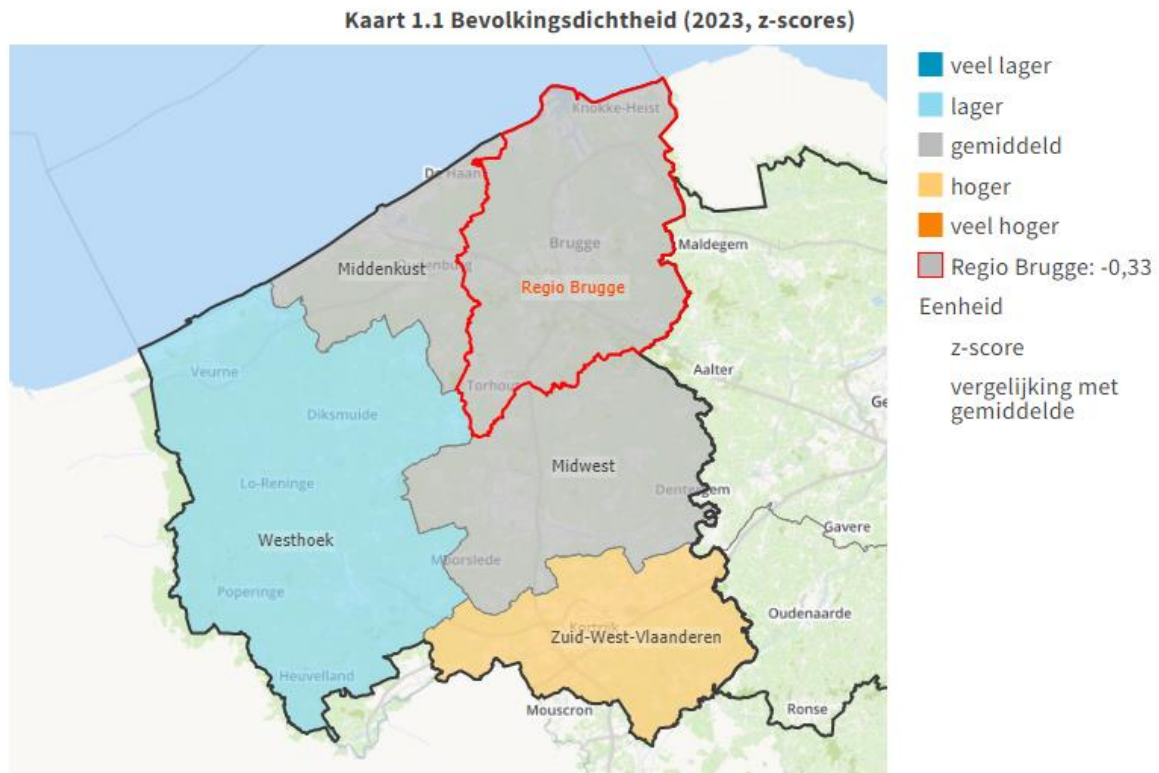 Kaart 1.1 Bevolkingsdichtheid (2023, z-scores)
veel lager
lager
gemiddeld
hoger
veel hoger
Regio Brugge: -0,33
Eenheid
z-score
vergelijking met
gemiddelde
Knokke-Heist
De Haan
Brugge
Maldegem
Middenkust
Oudenburg
Regio Brugge
Veurne
Torhout
Aalter
Diksmuide
Ge
Midwest
Lo-Reninge
Dentergem
Westhoek
Gavere
Moorslede
Poperinge
Oudenaarde
Kortrijk
Zuid-West-Vlaanderen
Heuvelland
Mouscron
Ronse